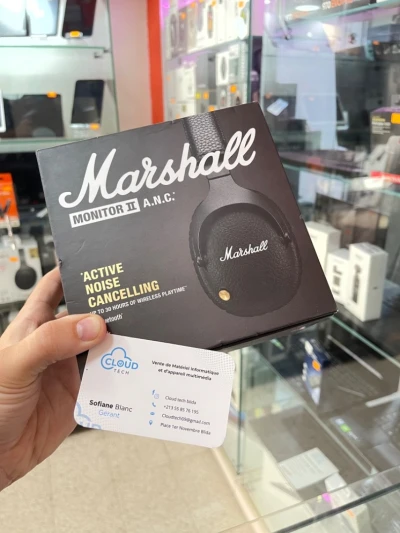 Marshall
MONITOR II A.N.C.
Marshall
*ACTIVE
NOISE
CANCELLING
UP TO 30 HOURS OF WIRELESS PLAYTIME
CLOUD
TECH
Vente de Matériel Informatique
et d'appareil multimedia
Sofiane Blanc
Gérant
Cloud tech blida
Place 1er Novembre Blida